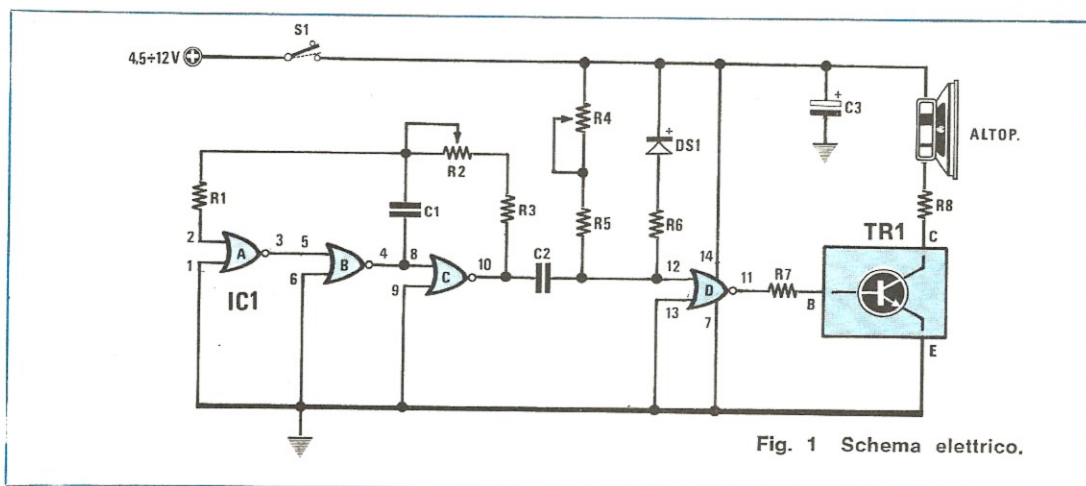 S1
4,5÷12V
R4
DS1
C3
ALTOP.
R1
R2
C1
R3
R5
R6
R8
TR1
C
2
3
5
4
8
10
C2
12
14
11
R7
A
B
C
D
1
6
9
13
7
B
IC1
E
Fig. 1 Schema elettrico.